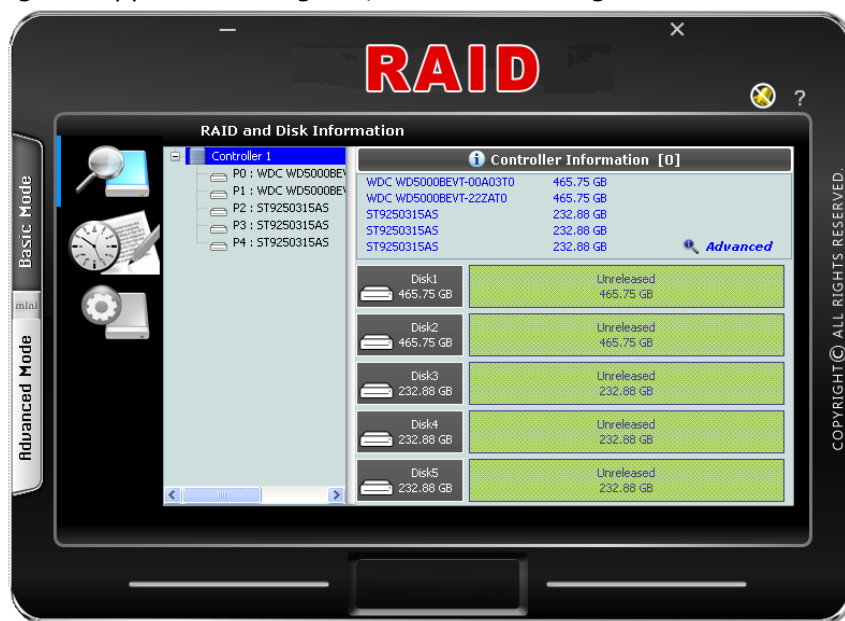 RAID
?
RAID and Disk Information
Basic Mode
mini
Advanced Mode
Controller 1
P0 : WDC WD5000BEV
P1 : WDC WD5000BEV
P2 : ST9250315AS
P3 : ST9250315AS
P4 : ST9250315AS
Controller Information [0]
WDC WD5000BEVT-00A03T0 465.75 GB
WDC WD5000BEVT-22ZAT0 465.75 GB
ST9250315AS 232.88 GB
ST9250315AS 232.88 GB
ST9250315AS 232.88 GB
Advanced
Disk1
465.75 GB
Unreleased
465.75 GB
Disk2
465.75 GB
Unreleased
465.75 GB
Disk3
232.88 GB
Unreleased
232.88 GB
Disk4
232.88 GB
Unreleased
232.88 GB
Disk5
232.88 GB
Unreleased
232.88 GB
COPYRIGHT© ALL RIGHTS RESERVED.